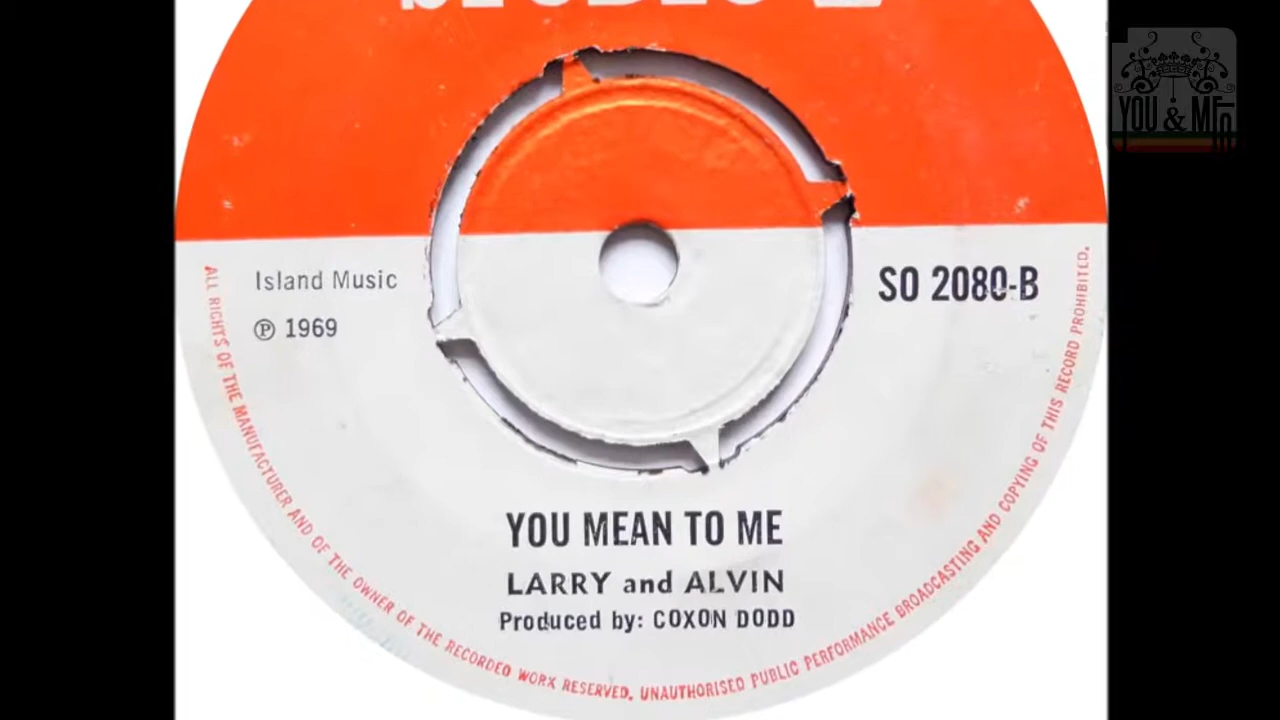 YOU & ME
Island Music
℗ 1969
SO 2080-B
YOU MEAN TO ME
LARRY and ALVIN
Produced by: COXON DODD
ALL RIGHTS OF THE MANUFACTURER AND OF THE OWNER OF THE RECORDED WORK RESERVED. UNAUTHORISED PUBLIC PERFORMANCE BROADCASTING AND COPYING OF THIS RECORD PROHIBITED.